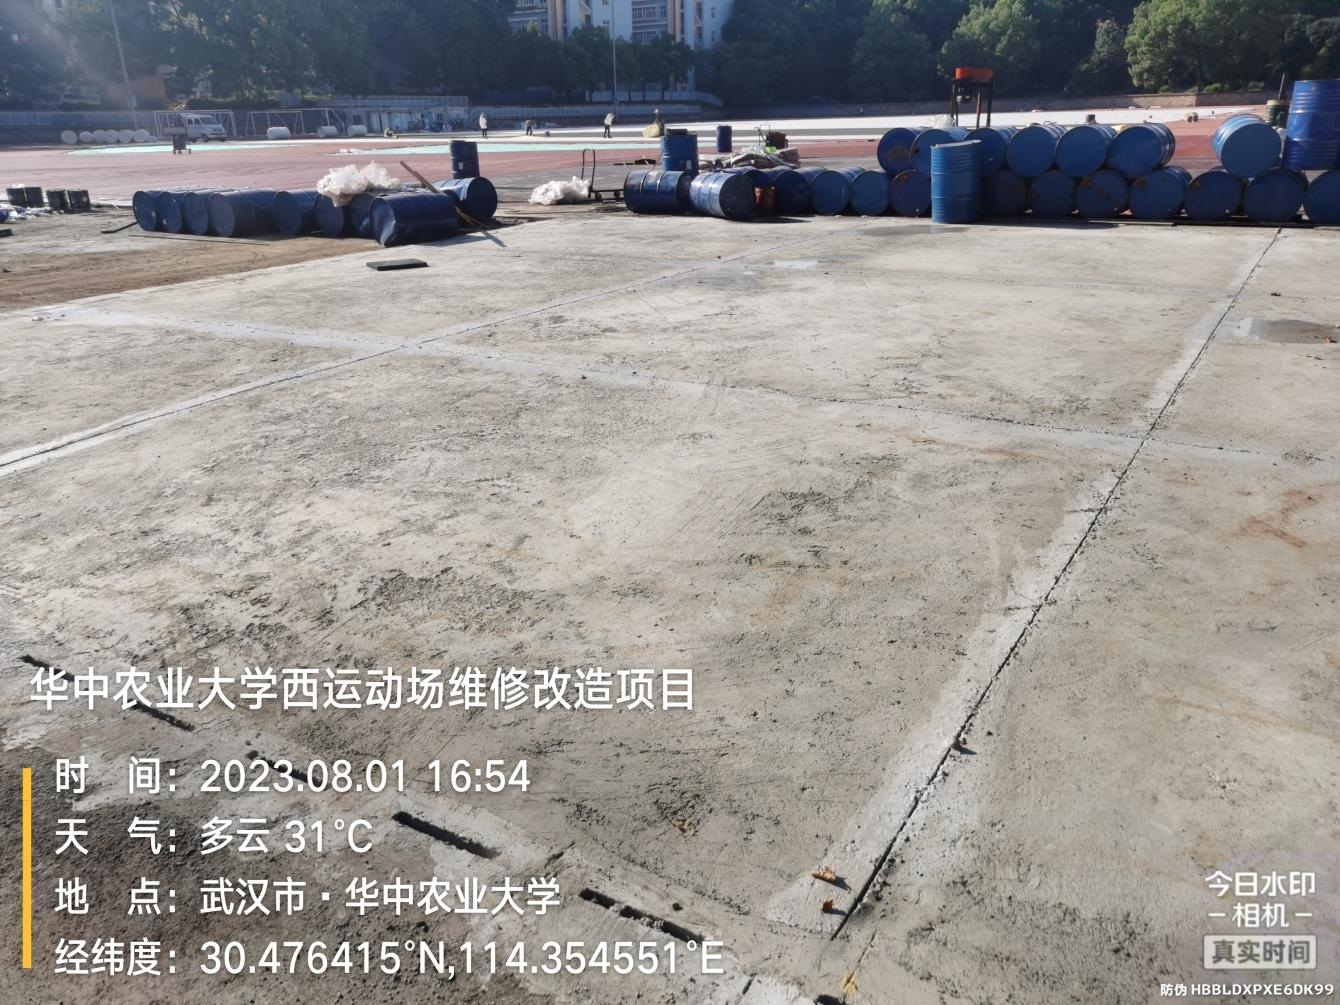 华中农业大学西运动场维修改造项目
时 间：2023.08.01 16:54
天 气：多云 31℃
地 点：武汉市·华中农业大学
经纬度：30.476415°N,114.354551°E
今日水印
相机
真实时间
防伪 HBBLDXPXE6DK99